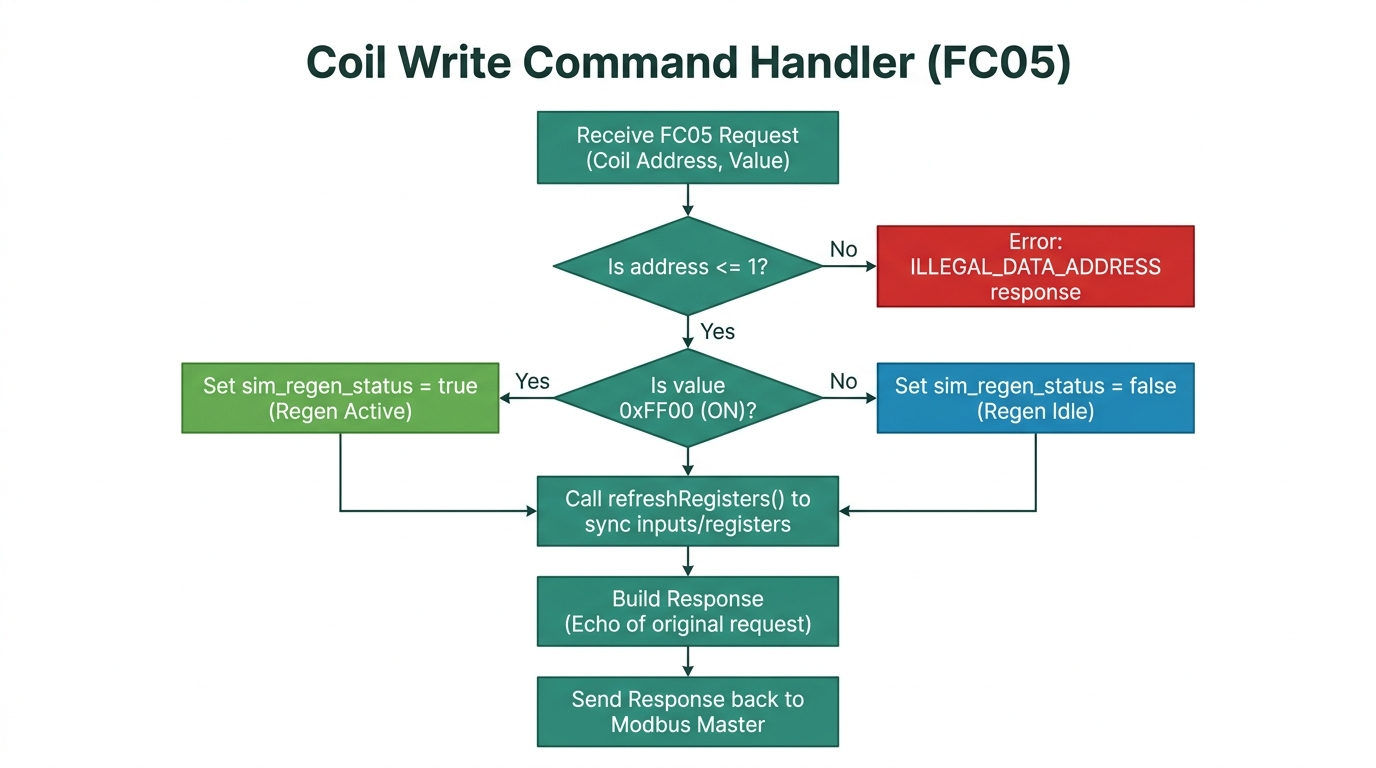 Coil Write Command Handler (FC05)
Receive FC05 Request
(Coil Address, Value)
Is address <= 1?
No
Error:
ILLEGAL_DATA_ADDRESS
response
Yes
Set sim_regen_status = true
(Regen Active)
Yes
Is value
0xFF00 (ON)?
No
Set sim_regen_status = false
(Regen Idle)
Call refreshRegisters() to
sync inputs/registers
Build Response
(Echo of original request)
Send Response back to
Modbus Master